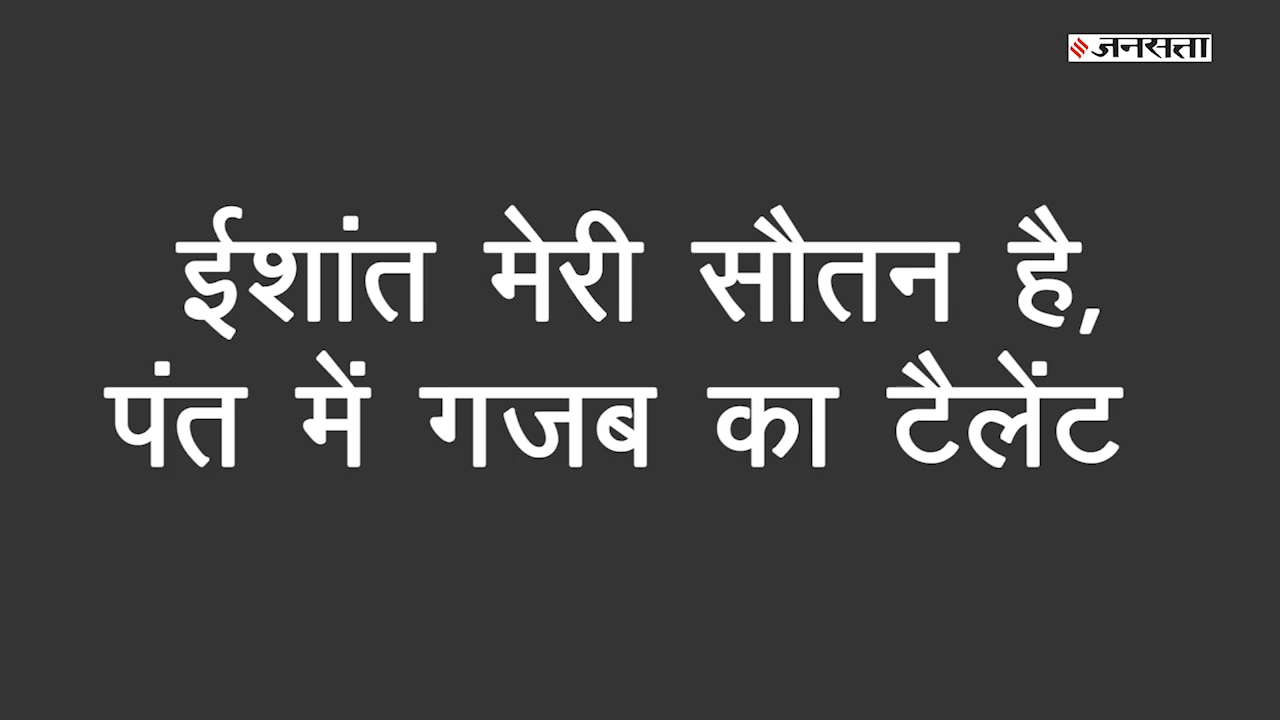 जनसत्ता
ईशांत मेरी सौतन है,
पंत में गजब का टैलेंट